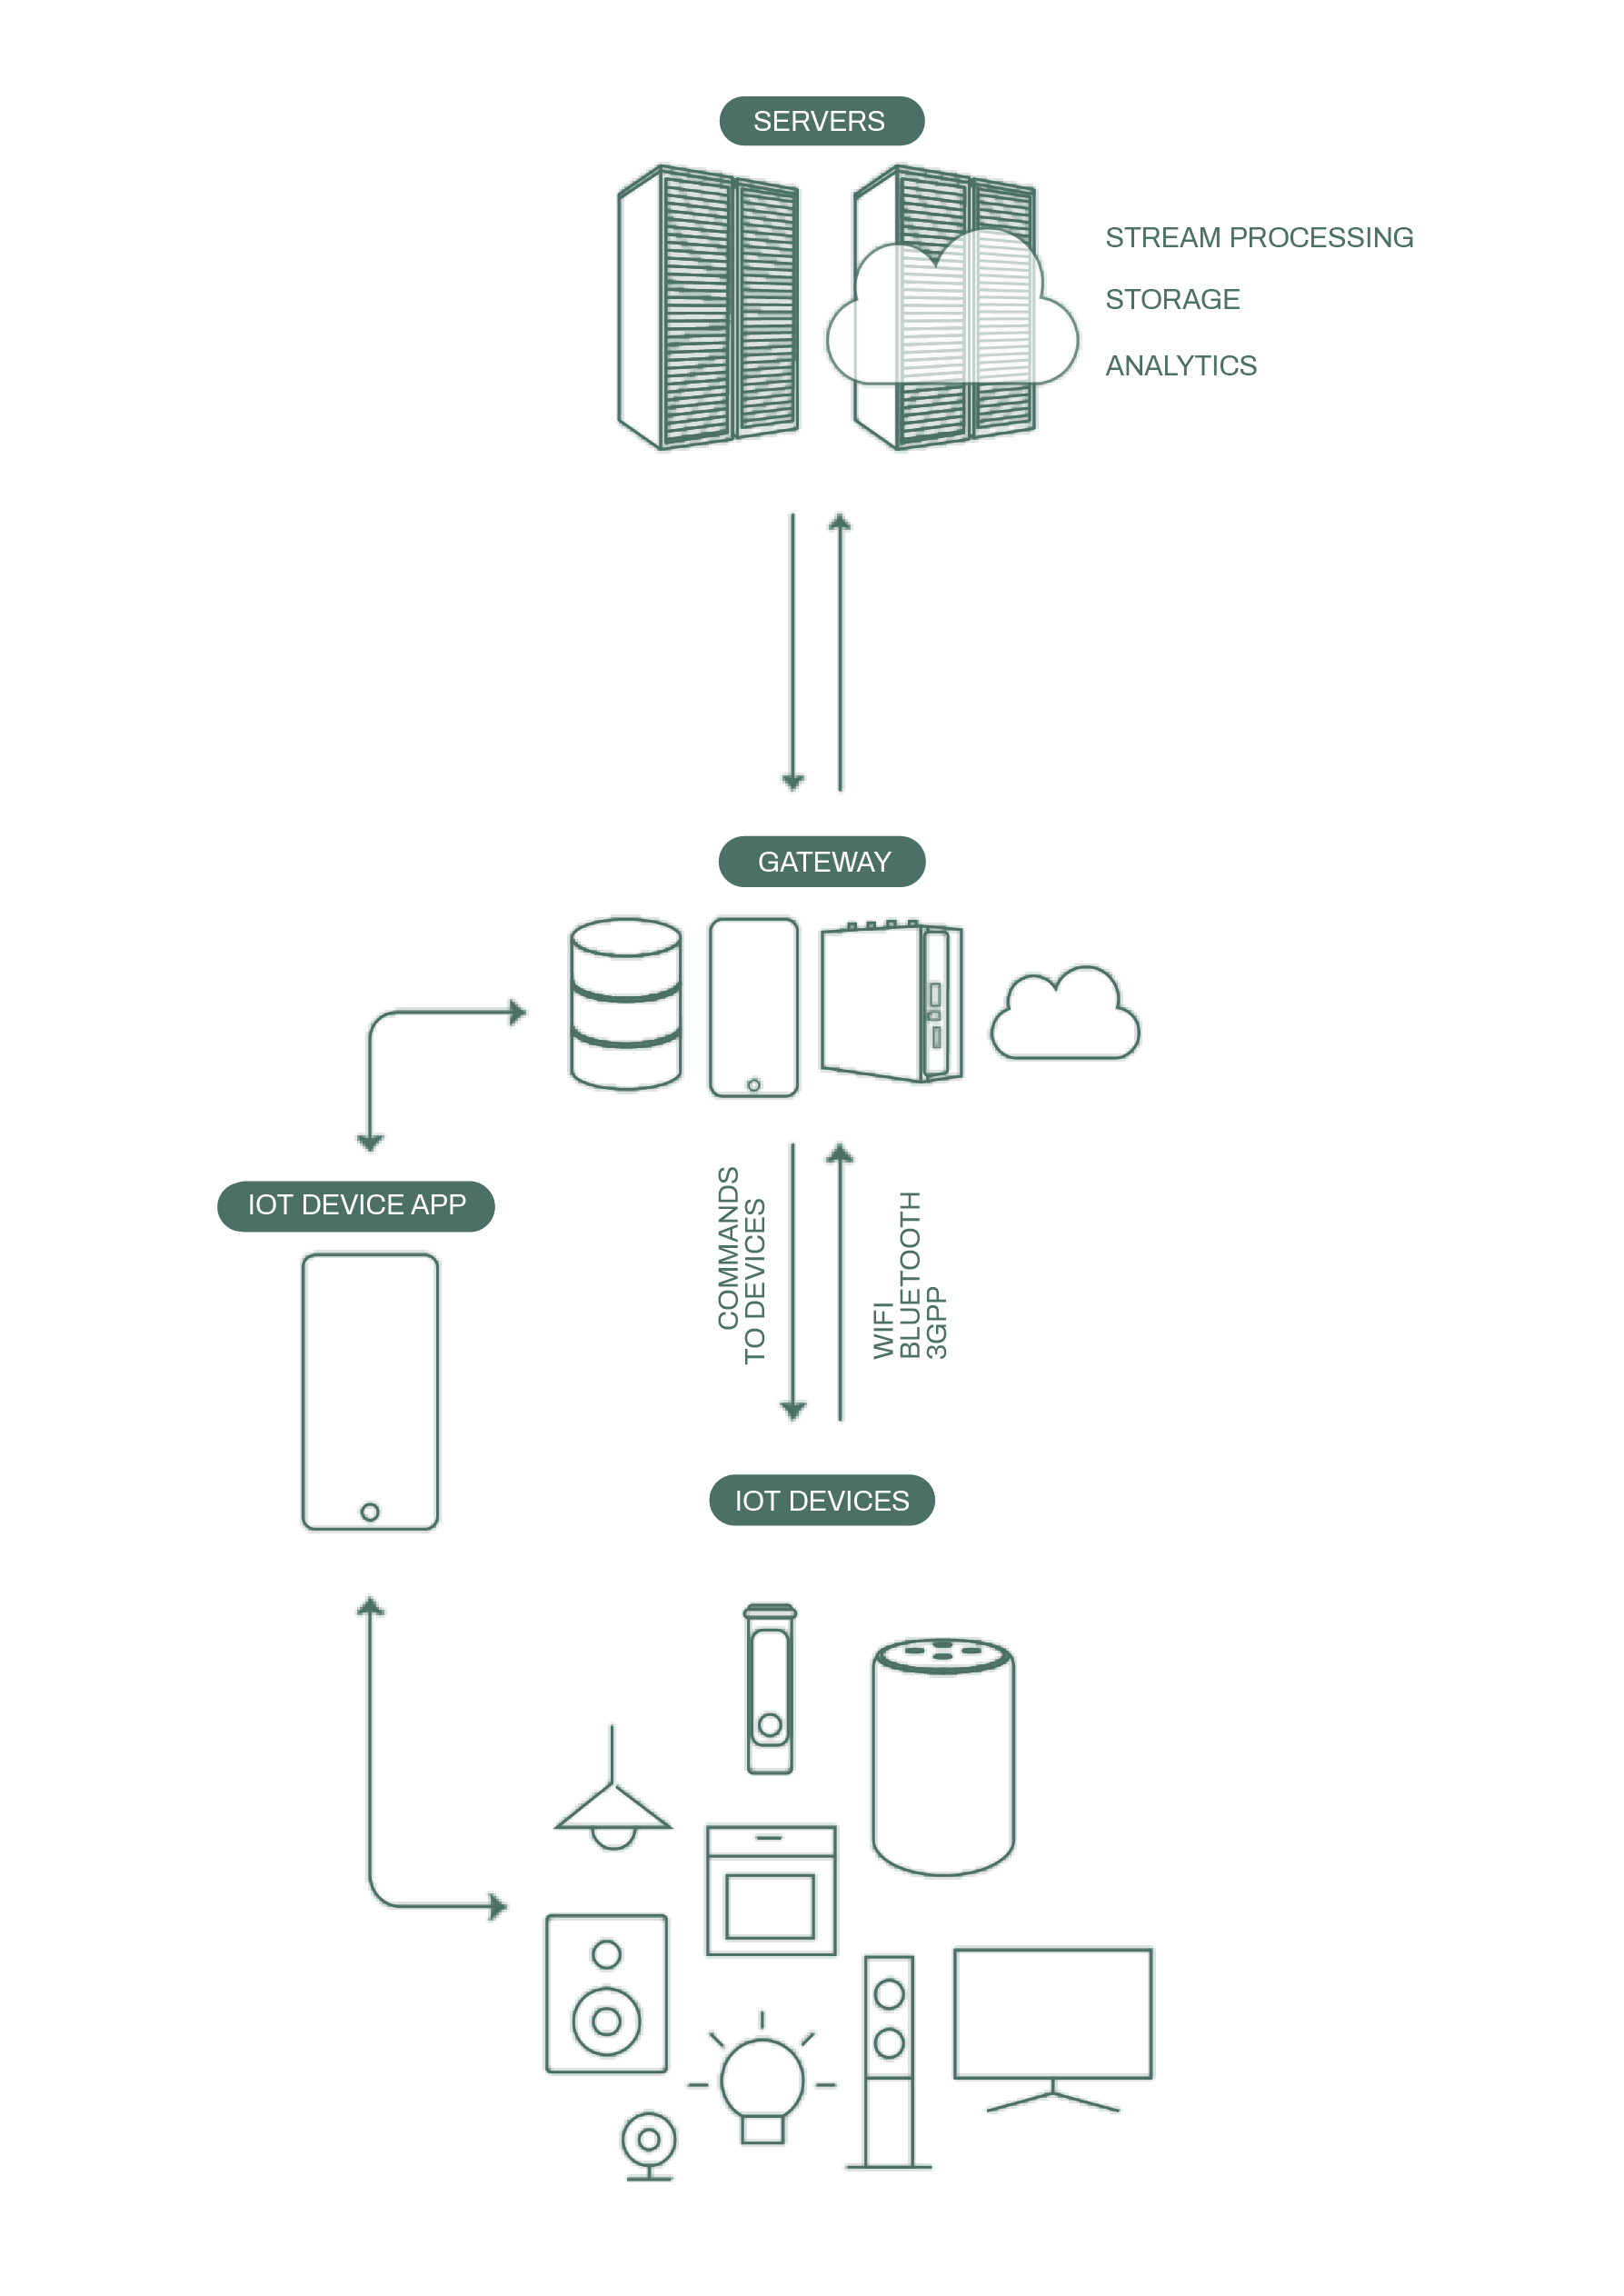 SERVERS
STREAM PROCESSING
STORAGE
ANALYTICS
GATEWAY
IOT DEVICE APP
COMMANDS
TO DEVICES
WIFI
BLUETOOTH
3GPP
IOT DEVICES